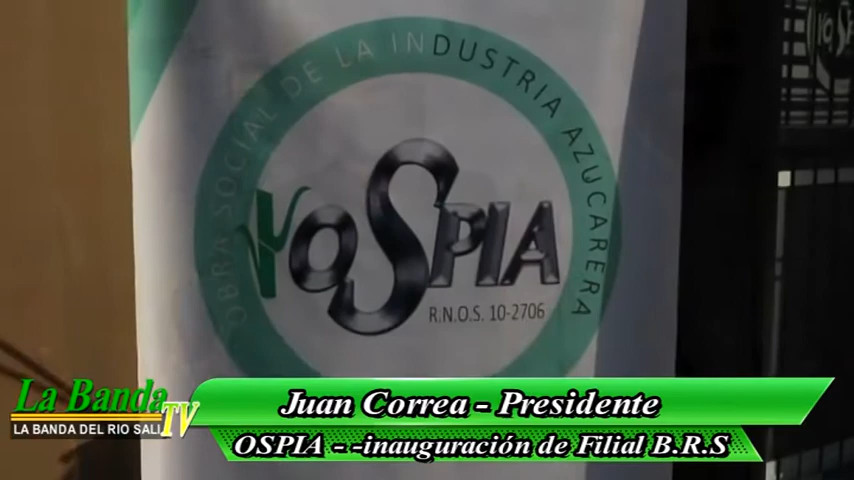 OBRA SOCIAL DE LA INDUSTRIA AZUCARERA
OSPIA
R.N.O.S. 10-2706
La Banda TV
LA BANDA DEL RIO SALI
Juan Correa - Presidente
OSPIA - -inauguración de Filial B.R.S